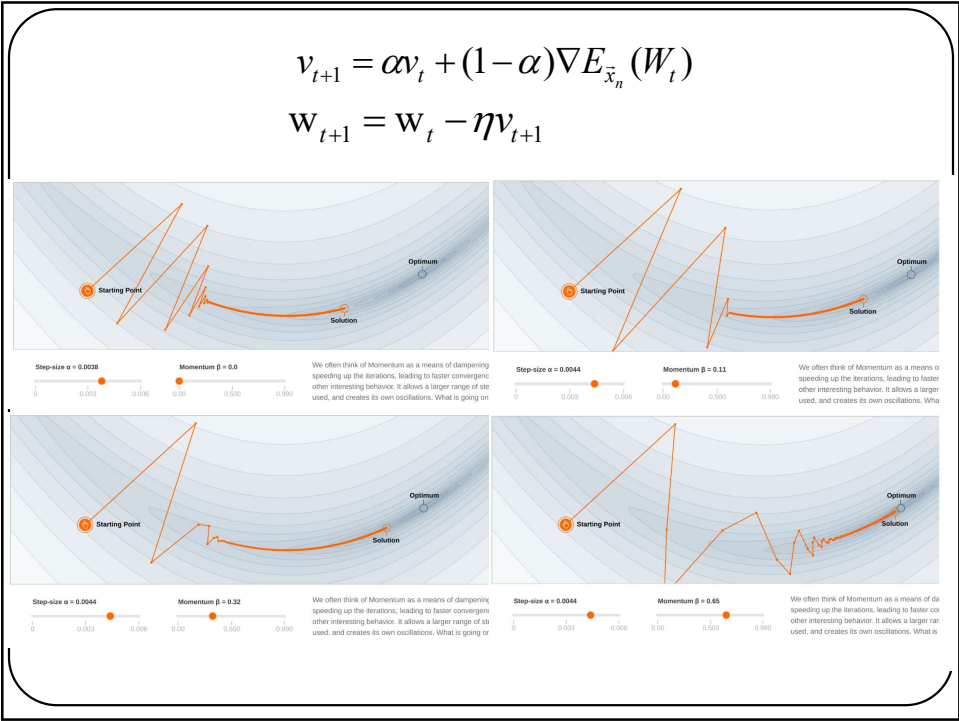 v_{t+1} = αv_t + (1−α)∇E_{\vec{x}_n}(W_t)
w_{t+1} = w_t − ηv_{t+1}
Optimum
Starting Point
Solution
Step-size α = 0.0038
Momentum β = 0.0
0 0.003 0.006
0.00 0.500 0.990
We often think of Momentum as a means of dampening
speeding up the iterations, leading to faster convergenc
other interesting behavior. It allows a larger range of ste
used, and creates its own oscillations. What is going on
Optimum
Starting Point
Solution
Step-size α = 0.0044
Momentum β = 0.11
0 0.003 0.006
0.00 0.500 0.990
We often think of Momentum as a means o
speeding up the iterations, leading to faster
other interesting behavior. It allows a larger
used, and creates its own oscillations. Wha
Optimum
Starting Point
Solution
Step-size α = 0.0044
Momentum β = 0.32
0 0.003 0.006
0.00 0.500 0.990
We often think of Momentum as a means of dampening
speeding up the iterations, leading to faster convergenc
other interesting behavior. It allows a larger range of ste
used, and creates its own oscillations. What is going on
Optimum
Starting Point
Solution
Step-size α = 0.0044
Momentum β = 0.65
0 0.003 0.006
0.00 0.500 0.990
We often think of Momentum as a means of da
speeding up the iterations, leading to faster cor
other interesting behavior. It allows a larger rar
used, and creates its own oscillations. What is